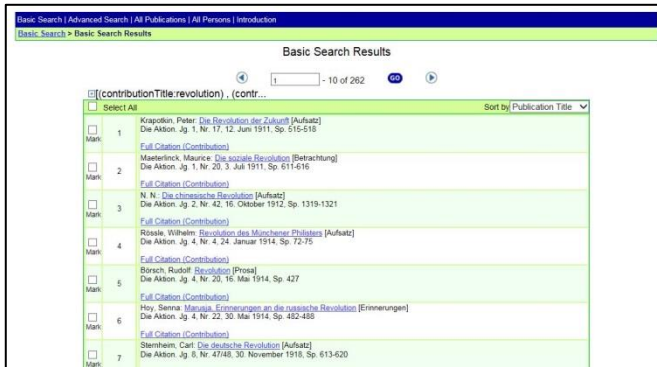 Basic Search | Advanced Search | All Publications | All Persons | Introduction
Basic Search > Basic Search Results
Basic Search Results
1 - 10 of 262 GO
[(contributionTitle:revolution) , (contr...
Select All Sort by Publication Title
Mark 1 Krapotkin, Peter: Die Revolution der Zukunft [Aufsatz]
Die Aktion. Jg. 1, Nr. 17, 12. Juni 1911, Sp. 515-518
Full Citation (Contribution)
Mark 2 Maeterlinck, Maurice: Die soziale Revolution [Betrachtung]
Die Aktion. Jg. 1, Nr. 20, 3. Juli 1911, Sp. 611-616
Full Citation (Contribution)
Mark 3 N. N.: Die chinesische Revolution [Aufsatz]
Die Aktion. Jg. 2, Nr. 42, 16. Oktober 1912, Sp. 1319-1321
Full Citation (Contribution)
Mark 4 Rössle, Wilhelm: Revolution des Münchener Philisters [Aufsatz]
Die Aktion. Jg. 4, Nr. 4, 24. Januar 1914, Sp. 72-75
Full Citation (Contribution)
Mark 5 Börsch, Rudolf: Revolution [Prosa]
Die Aktion. Jg. 4, Nr. 20, 16. Mai 1914, Sp. 427
Full Citation (Contribution)
Mark 6 Hoy, Senna: Marusja. Erinnerungen an die russische Revolution [Erinnerungen]
Die Aktion. Jg. 4, Nr. 22, 30. Mai 1914, Sp. 482-488
Full Citation (Contribution)
Mark 7 Sternheim, Carl: Die deutsche Revolution [Aufsatz]
Die Aktion. Jg. 8, Nr. 47/48, 30. November 1918, Sp. 613-620